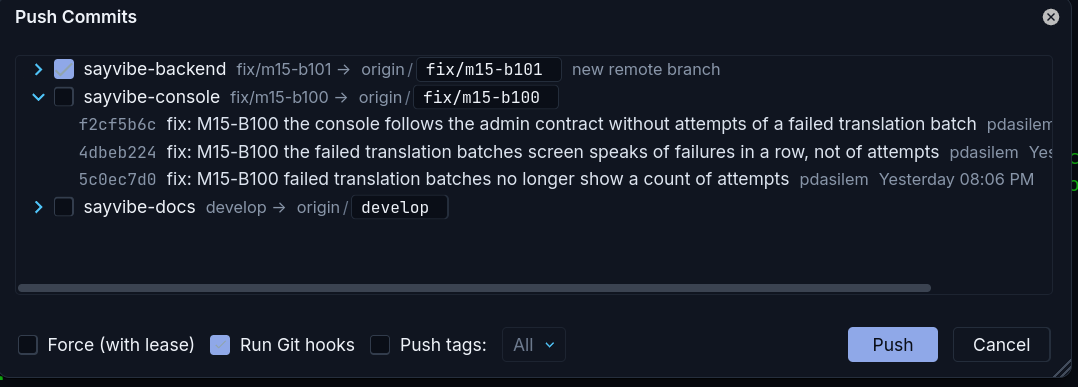 Push Commits
sayvibe-backend fix/m15-b101 → origin/ fix/m15-b101 new remote branch
sayvibe-console fix/m15-b100 → origin/ fix/m15-b100
f2cf5b6c fix: M15-B100 the console follows the admin contract without attempts of a failed translation batch pdasilem
4dbeb224 fix: M15-B100 the failed translation batches screen speaks of failures in a row, not of attempts pdasilem Yes
5c0ec7d0 fix: M15-B100 failed translation batches no longer show a count of attempts pdasilem Yesterday 08:06 PM
sayvibe-docs develop → origin/ develop
Force (with lease) Run Git hooks Push tags: All Push Cancel